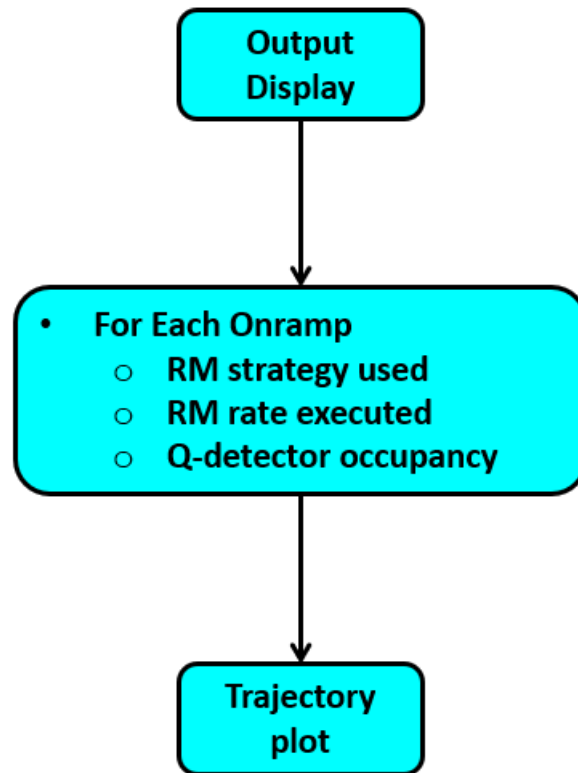 Output
Display
• For Each Onramp
o RM strategy used
o RM rate executed
o Q-detector occupancy
Trajectory
plot